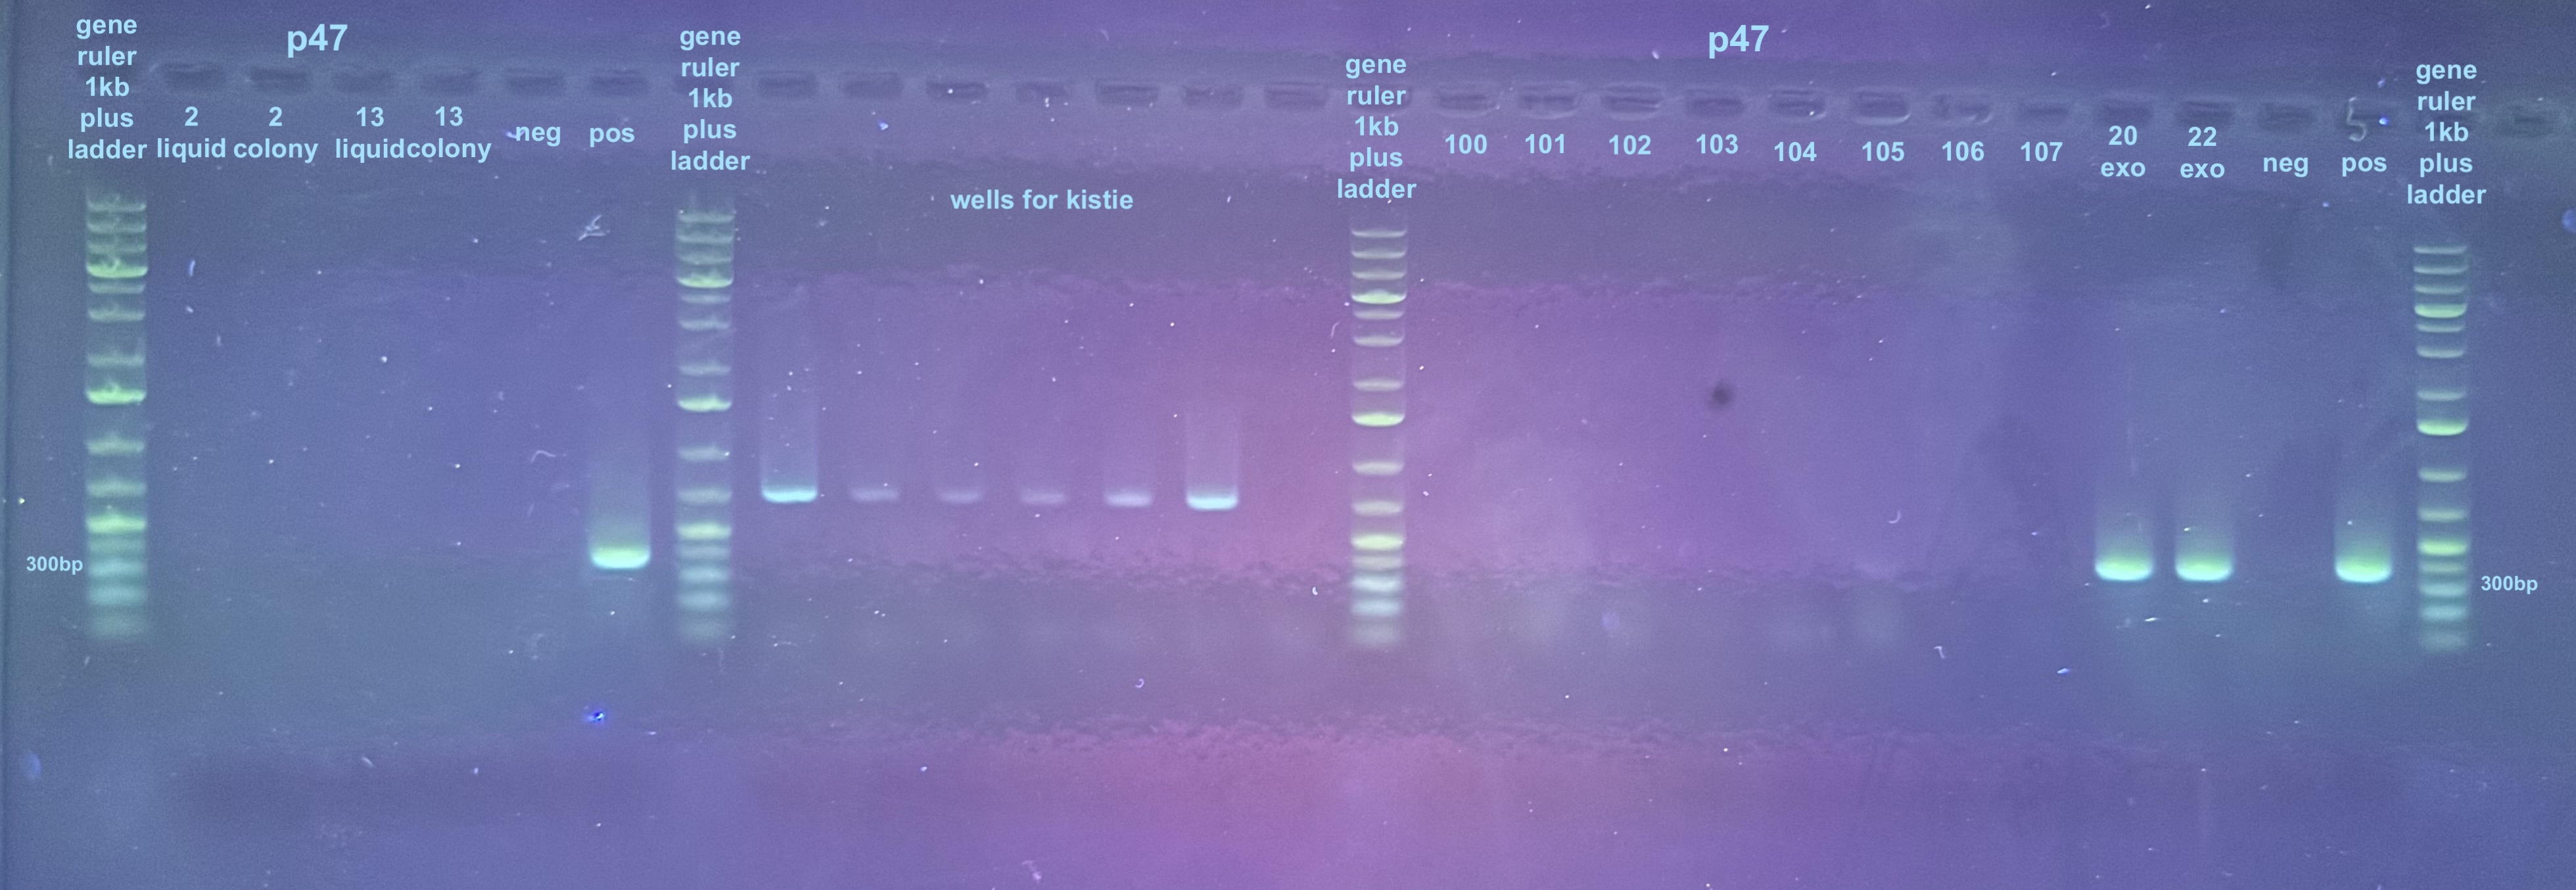 gene
ruler
1kb
plus
ladder
p47
2
liquid
2
colony
13
liquid
13
colony
neg
pos
gene
ruler
1kb
plus
ladder
wells for kistie
gene
ruler
1kb
plus
ladder
p47
100
101
102
103
104
105
106
107
20
exo
22
exo
neg
pos
5
gene
ruler
1kb
plus
ladder
300bp
300bp